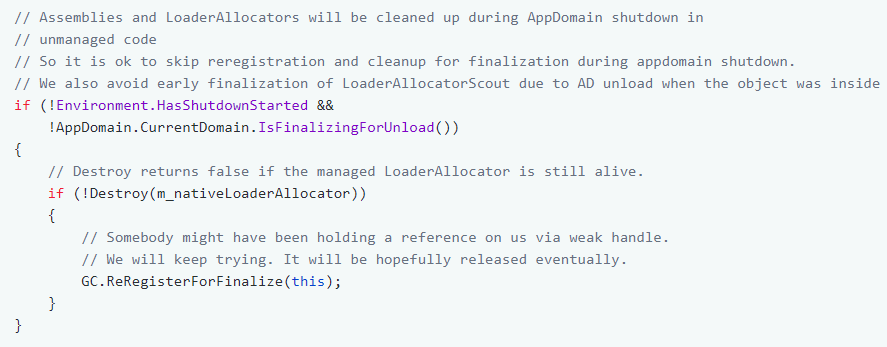 // Assemblies and LoaderAllocators will be cleaned up during AppDomain shutdown in
// unmanaged code
// So it is ok to skip reregistration and cleanup for finalization during appdomain shutdown.
// We also avoid early finalization of LoaderAllocatorScout due to AD unload when the object was inside
if (!Environment.HasShutdownStarted &&
    !AppDomain.CurrentDomain.IsFinalizingForUnload())
{
    // Destroy returns false if the managed LoaderAllocator is still alive.
    if (!Destroy(m_nativeLoaderAllocator))
    {
        // Somebody might have been holding a reference on us via weak handle.
        // We will keep trying. It will be hopefully released eventually.
        GC.ReRegisterForFinalize(this);
    }
}